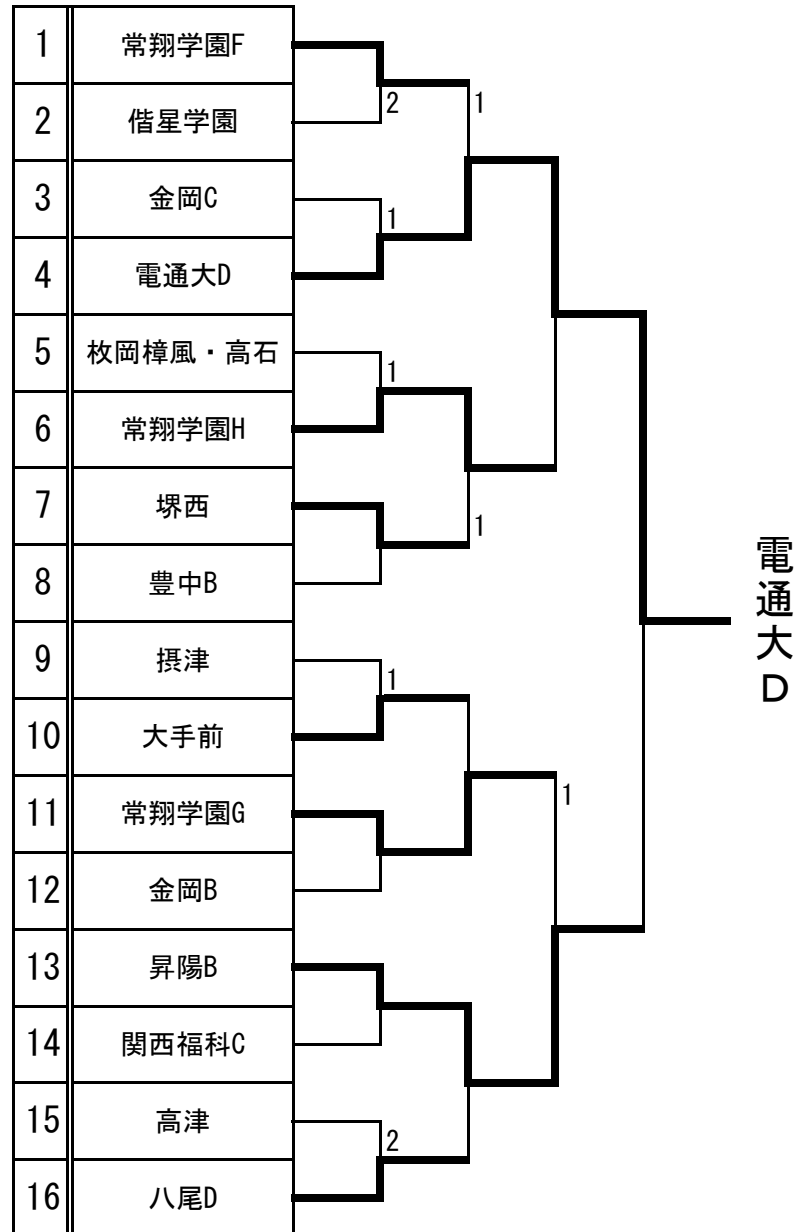 1 常翔学園F
2 偕星学園
3 金岡C
4 電通大D
5 枚岡樟風・高石
6 常翔学園H
7 堺西
8 豊中B
9 摂津
10 大手前
11 常翔学園G
12 金岡B
13 昇陽B
14 関西福科C
15 高津
16 八尾D
2
1
1
1
1
1
2
1
1
電通大D